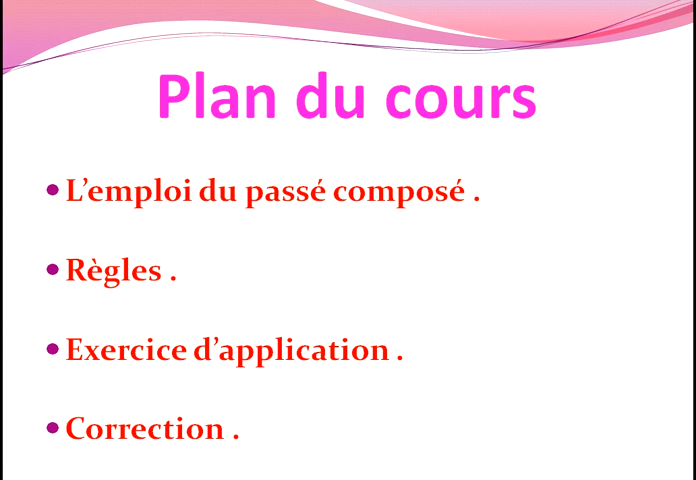 Plan du cours
• L’emploi du passé composé .
• Règles .
• Exercice d’application .
• Correction .